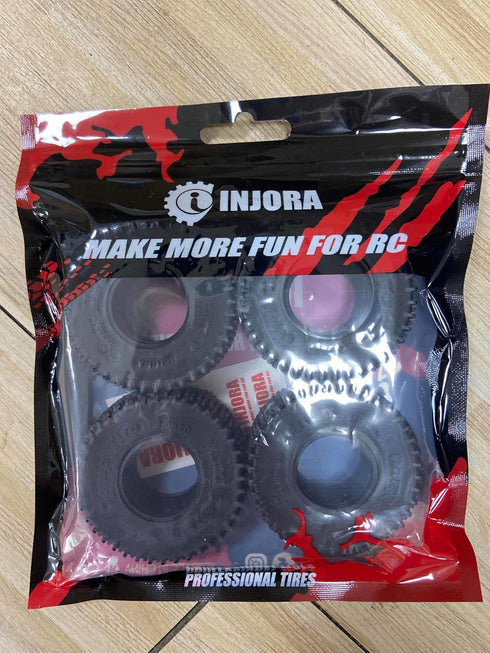 INJORA
MAKE MORE FUN FOR RC
INJORA
INJORA
PROFESSIONAL TIRES